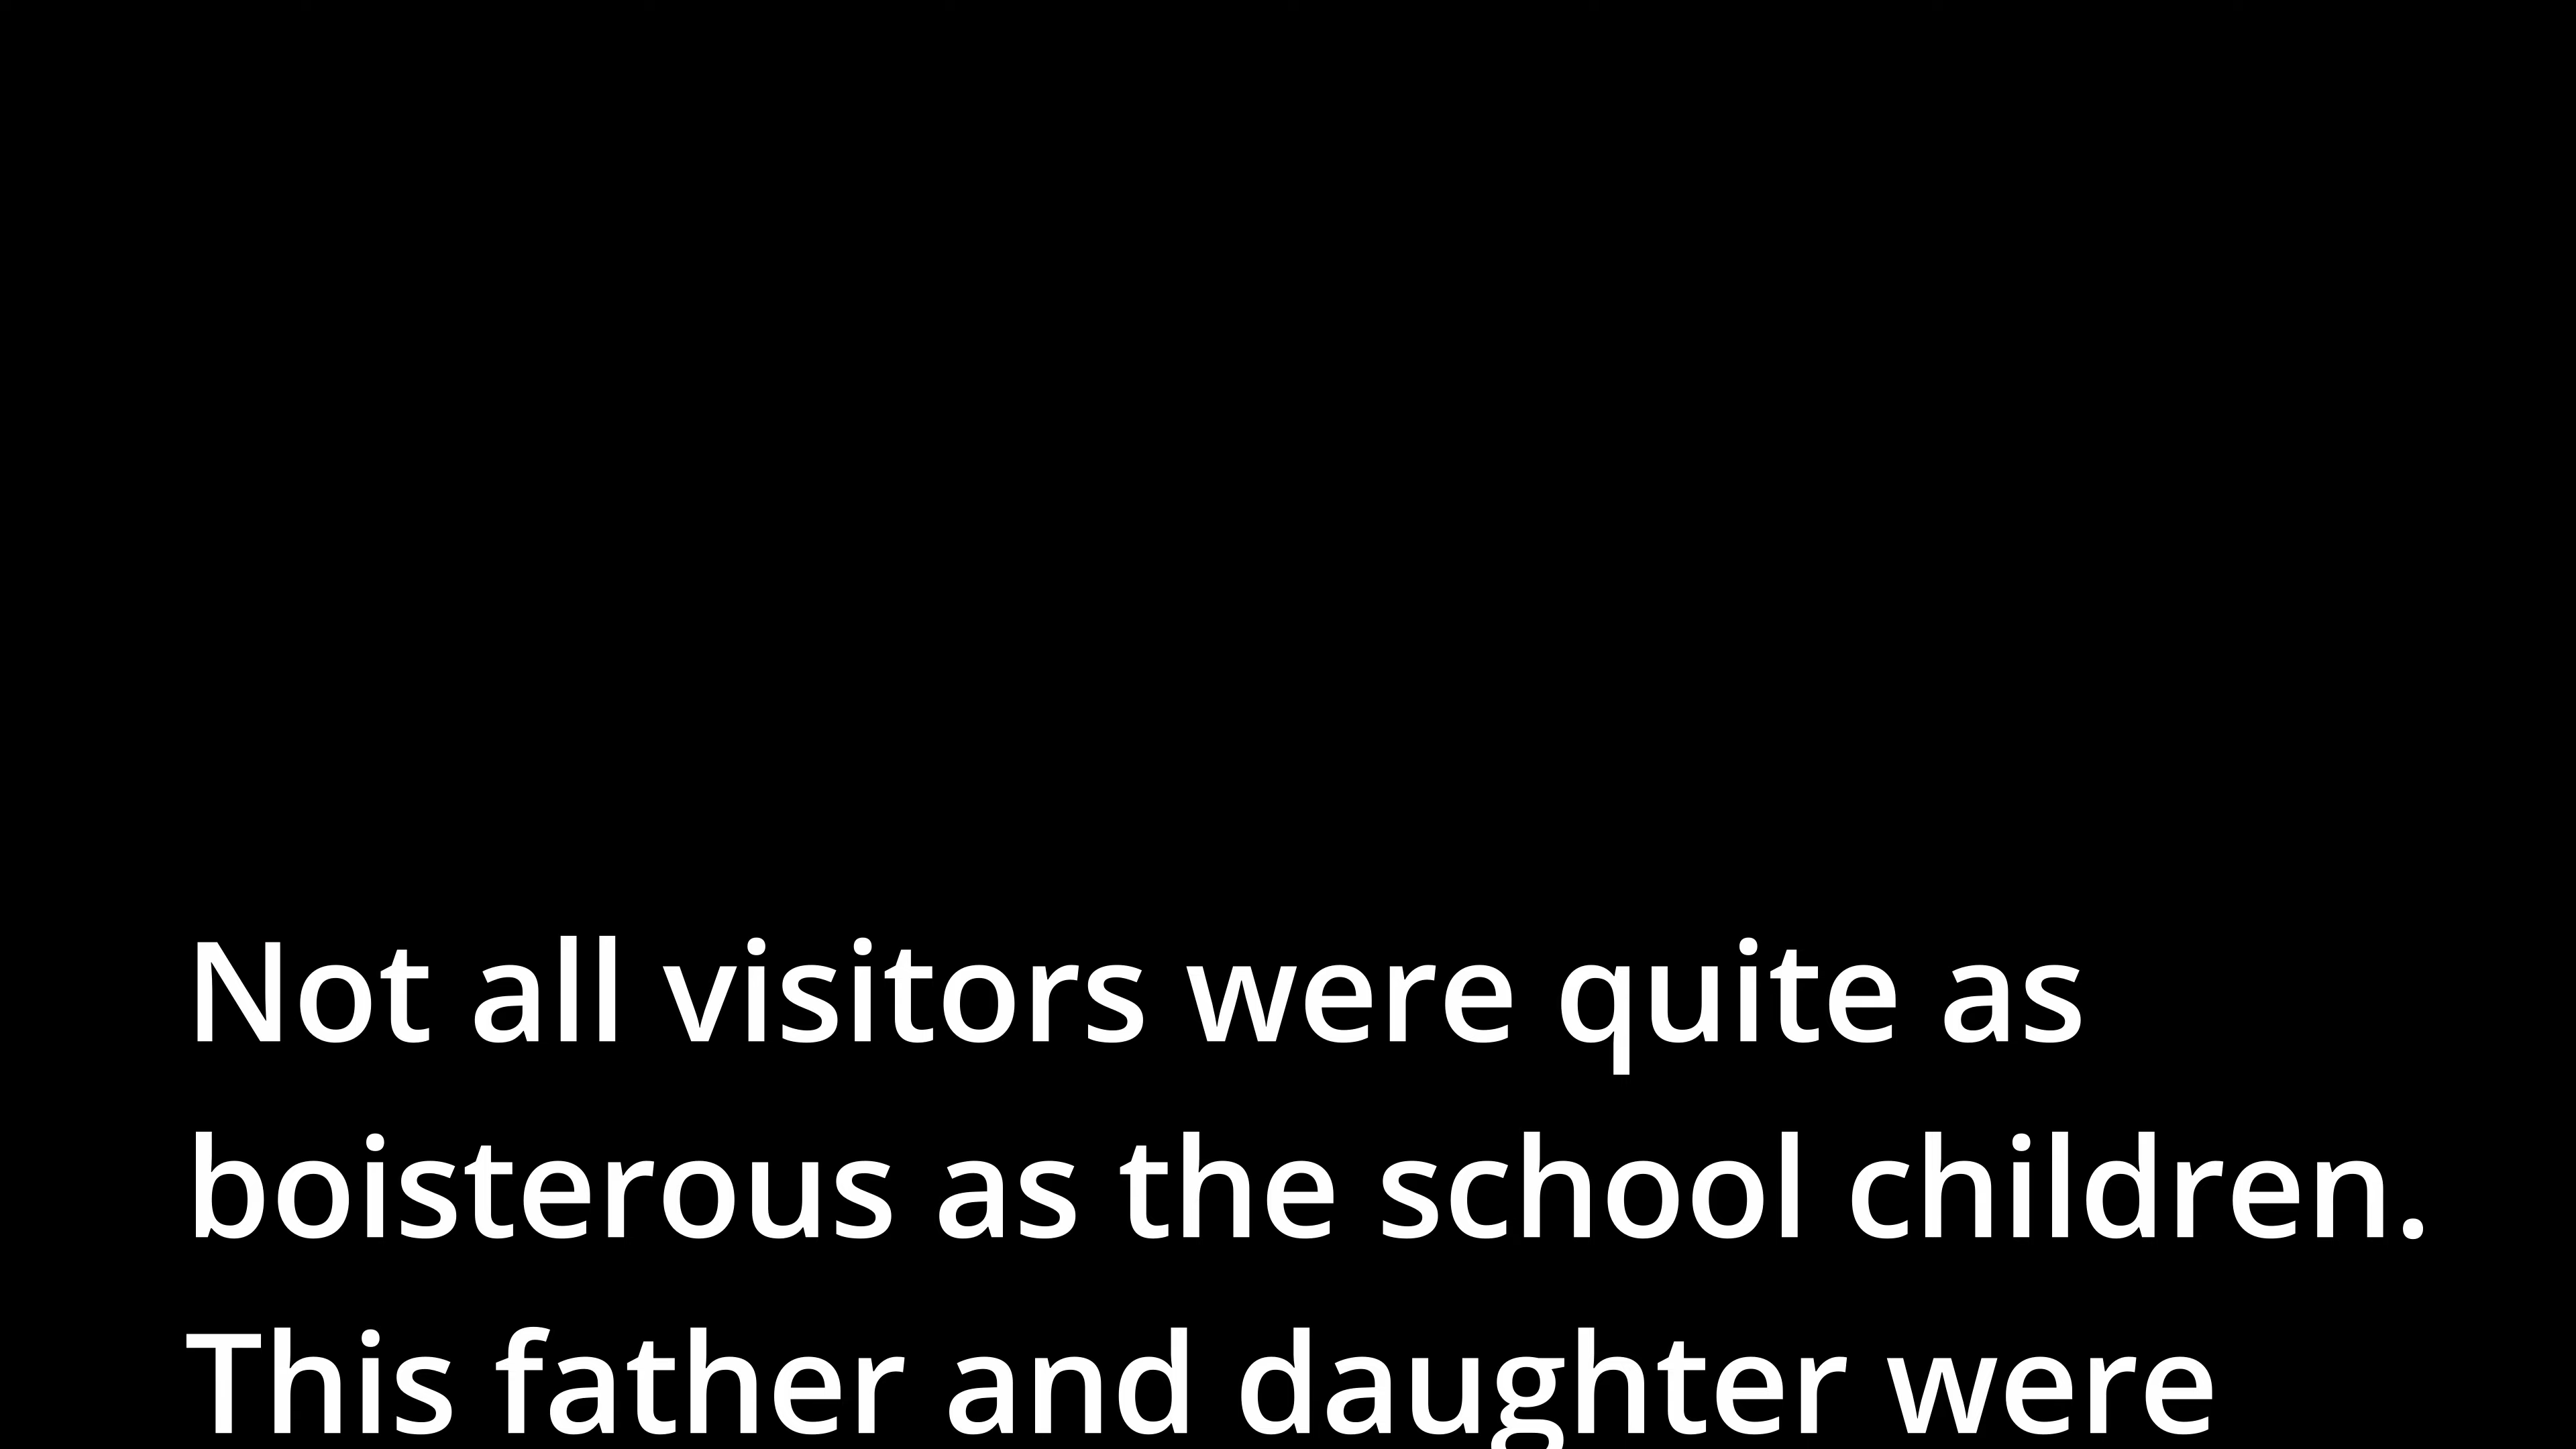 Not all visitors were quite as
boisterous as the school children.
This father and daughter were